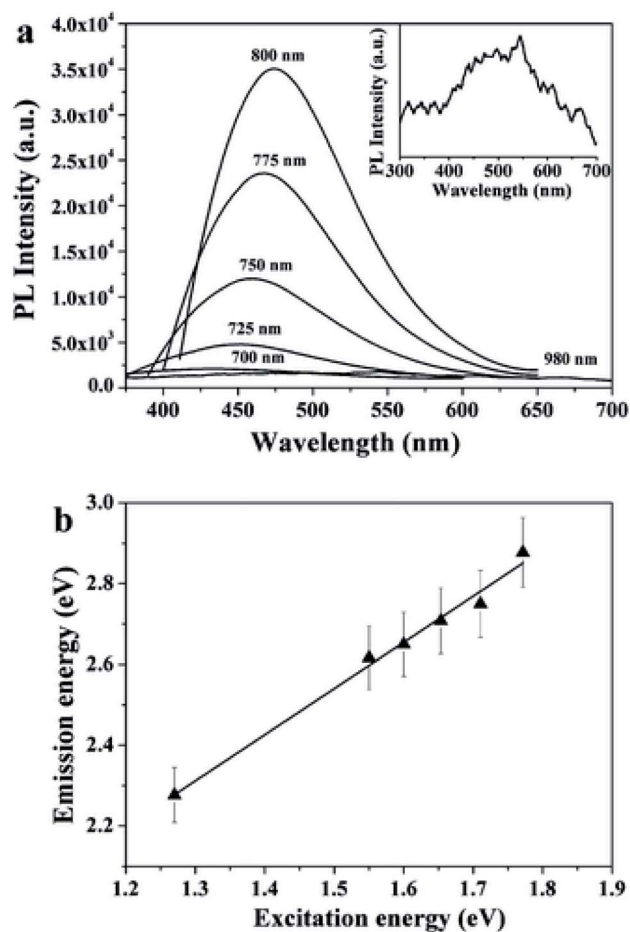 a
4.0x10⁴
3.5x10⁴
3.0x10⁴
2.5x10⁴
2.0x10⁴
1.5x10⁴
1.0x10⁴
5.0x10³
0.0
PL Intensity (a.u.)
800 nm
775 nm
750 nm
725 nm
700 nm
980 nm
PL Intensity (a.u.)
300 400 500 600 700
Wavelength (nm)
400 450 500 550 600 650 700
Wavelength (nm)
b
3.0
2.8
2.6
2.4
2.2
Emission energy (eV)
1.2 1.3 1.4 1.5 1.6 1.7 1.8 1.9
Excitation energy (eV)